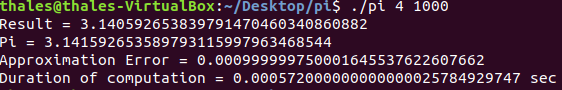 thales@thales-VirtualBox:~/Desktop/pi$ ./pi 4 1000
Result = 3.140592653839791470460340860882
Pi = 3.141592653589793115997963468544
Approximation Error = 0.000999999750001645537622607662
Duration of computation = 0.000572000000000000025784929747 sec